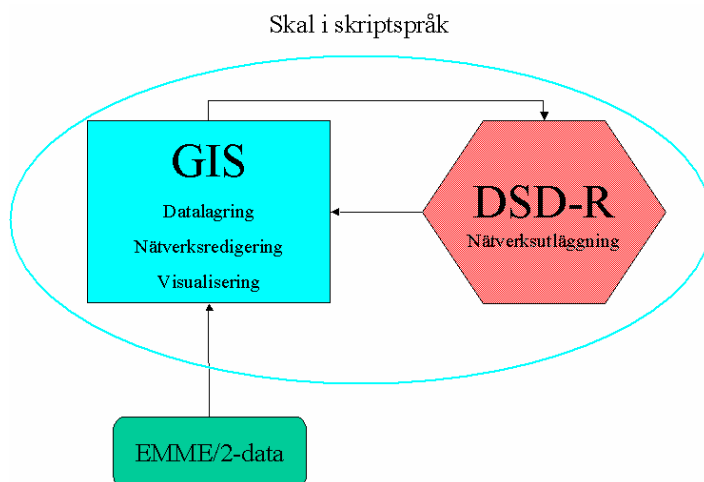 Skal i skriptspråk
GIS
Datalagring
Nätverksredigering
Visualisering
DSD-R
Nätverksutläggning
EMME/2-data